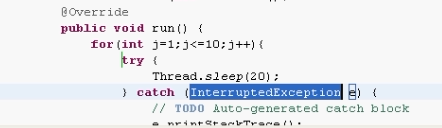 @Override
public void run() {
for(int j=1;j<=10;j++){
try {
Thread.sleep(20);
} catch (InterruptedException e) {
// TODO Auto-generated catch block
e.printStackTrace();